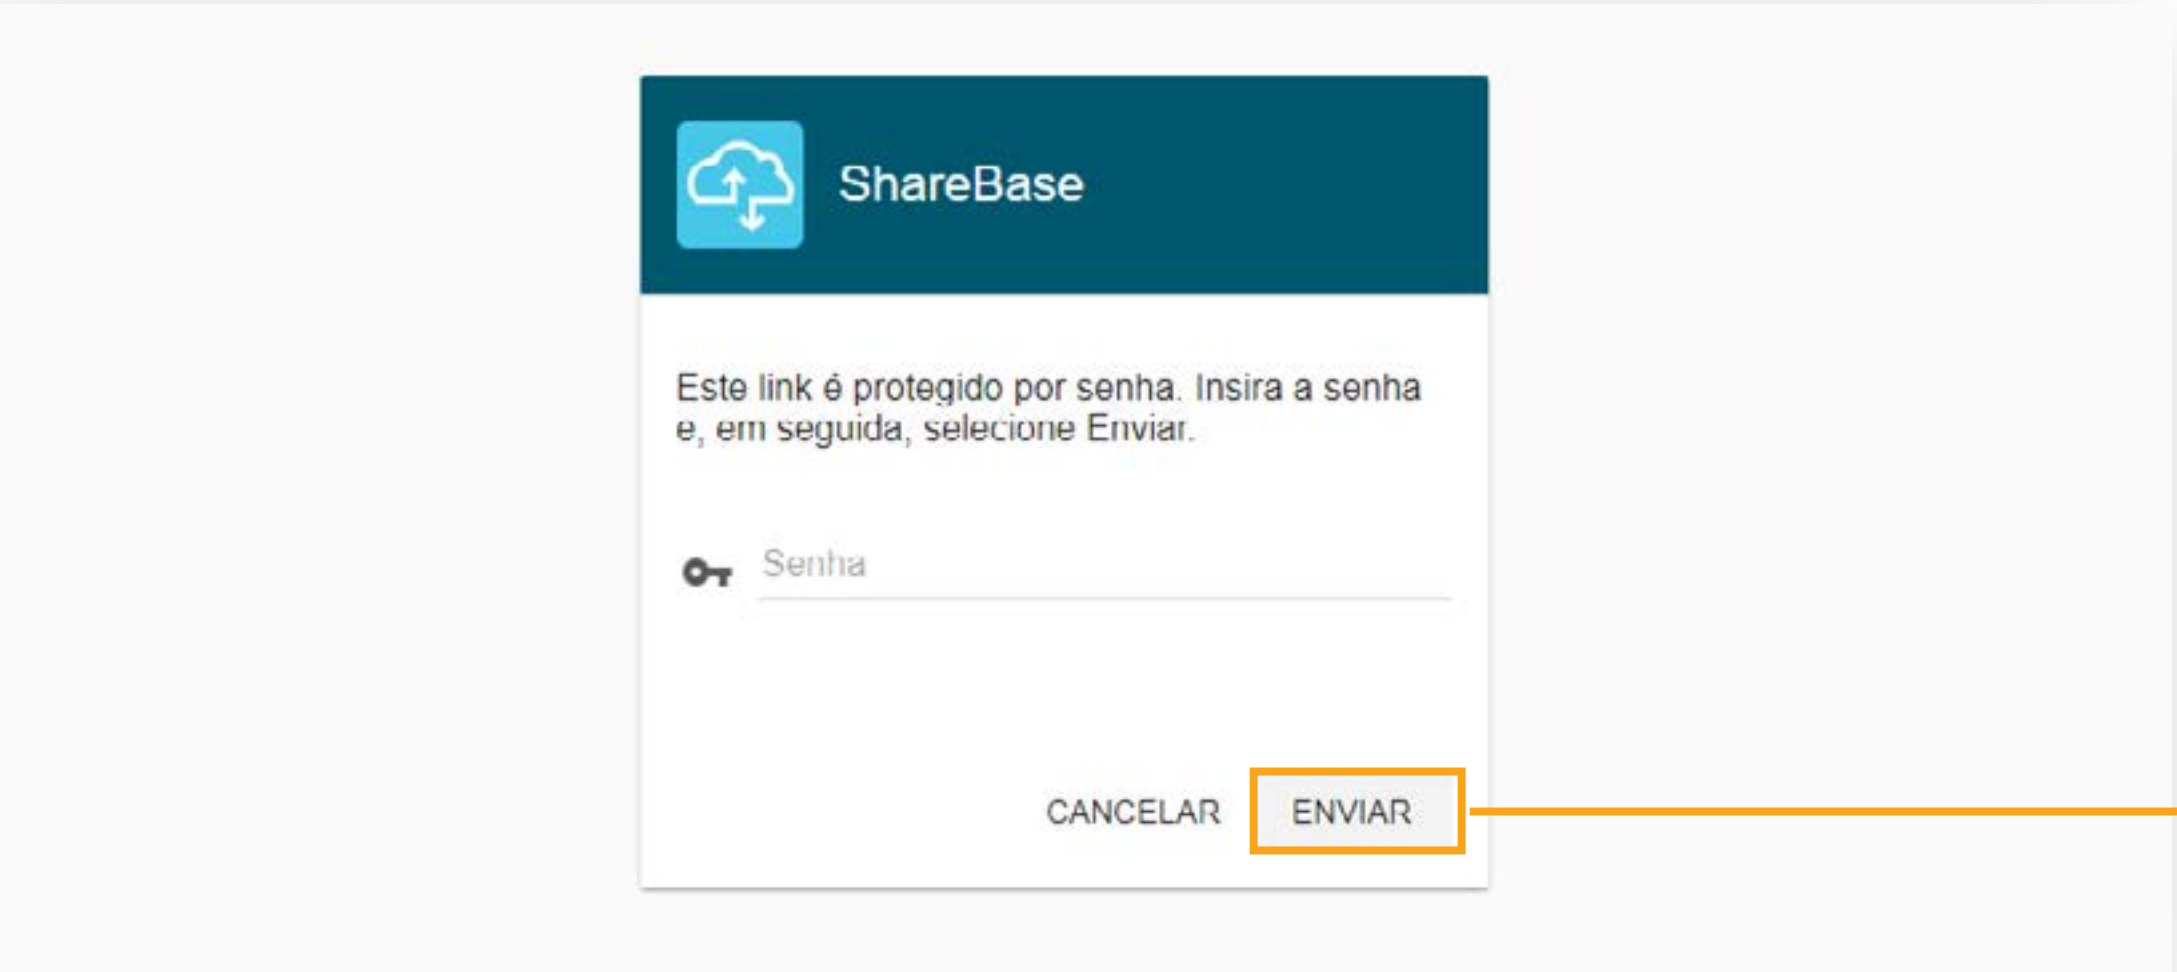 ShareBase
Este link é protegido por senha. Insira a senha
e, em seguida, selecione Enviar.
Senha
CANCELAR ENVIAR